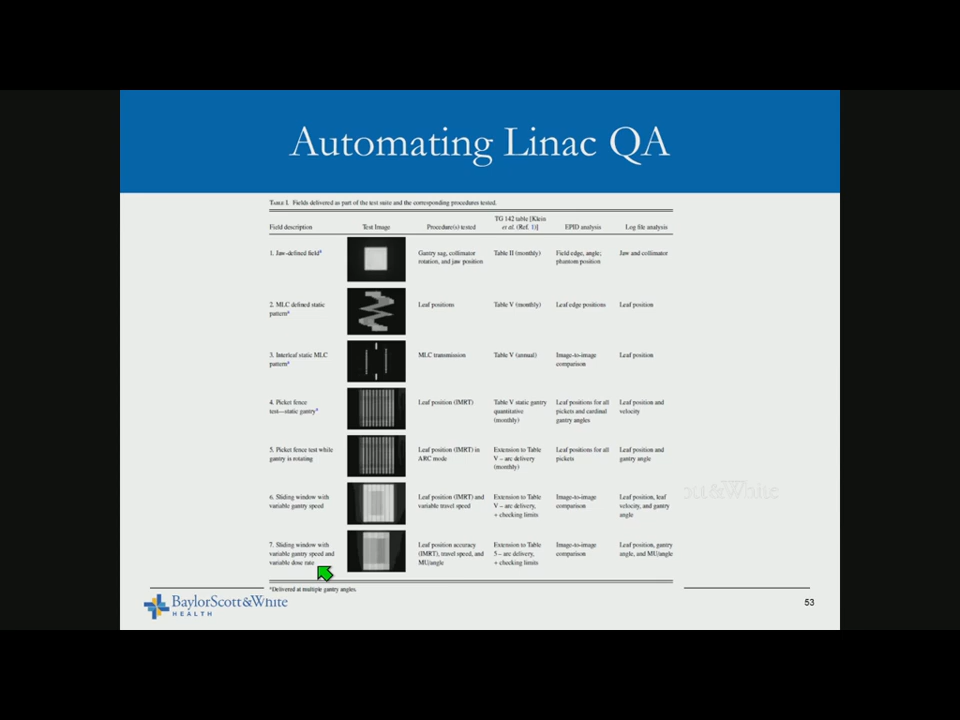 Automating Linac QA
TABLE I. Fields delivered as part of the test suite and the corresponding procedures tested.
Field description
Test Image
Procedure(s) tested
TG 142 table [Klein
et al. (Ref. 1)]
EPID analysis
Log file analysis
1. Jaw-defined fieldᵃ
Gantry sag, collimator
rotation, and jaw position
Table II (monthly)
Field edge, angle;
phantom position
Jaw and collimator
2. MLC defined static
patternᵃ
Leaf positions
Table V (monthly)
Leaf edge positions
Leaf position
3. Interleaf static MLC
patternᵃ
MLC transmission
Table V (annual)
Image-to-image
comparison
Leaf position
4. Picket fence
test—static gantryᵃ
Leaf position (IMRT)
Table V static gantry
quantitative
(monthly)
Leaf positions for all
pickets and cardinal
gantry angles
Leaf position and
velocity
5. Picket fence test while
gantry is rotating
Leaf position (IMRT) in
ARC mode
Extension to Table
V – arc delivery
(monthly)
Leaf positions for all
pickets
Leaf position and
gantry angle
6. Sliding window with
variable gantry speed
Leaf position (IMRT) and
variable travel speed
Extension to Table
V – arc delivery,
+ checking limits
Image-to-image
comparison
Leaf position, leaf
velocity, and gantry
angle
7. Sliding window with
variable gantry speed and
variable dose rate
Leaf position accuracy
(IMRT), travel speed, and
MU/angle
Extension to Table
5 – arc delivery,
+ checking limits
Image-to-image
comparison
Leaf position, gantry
angle, and MU/angle
ᵃDelivered at multiple gantry angles.
BaylorScott&White
HEALTH
53